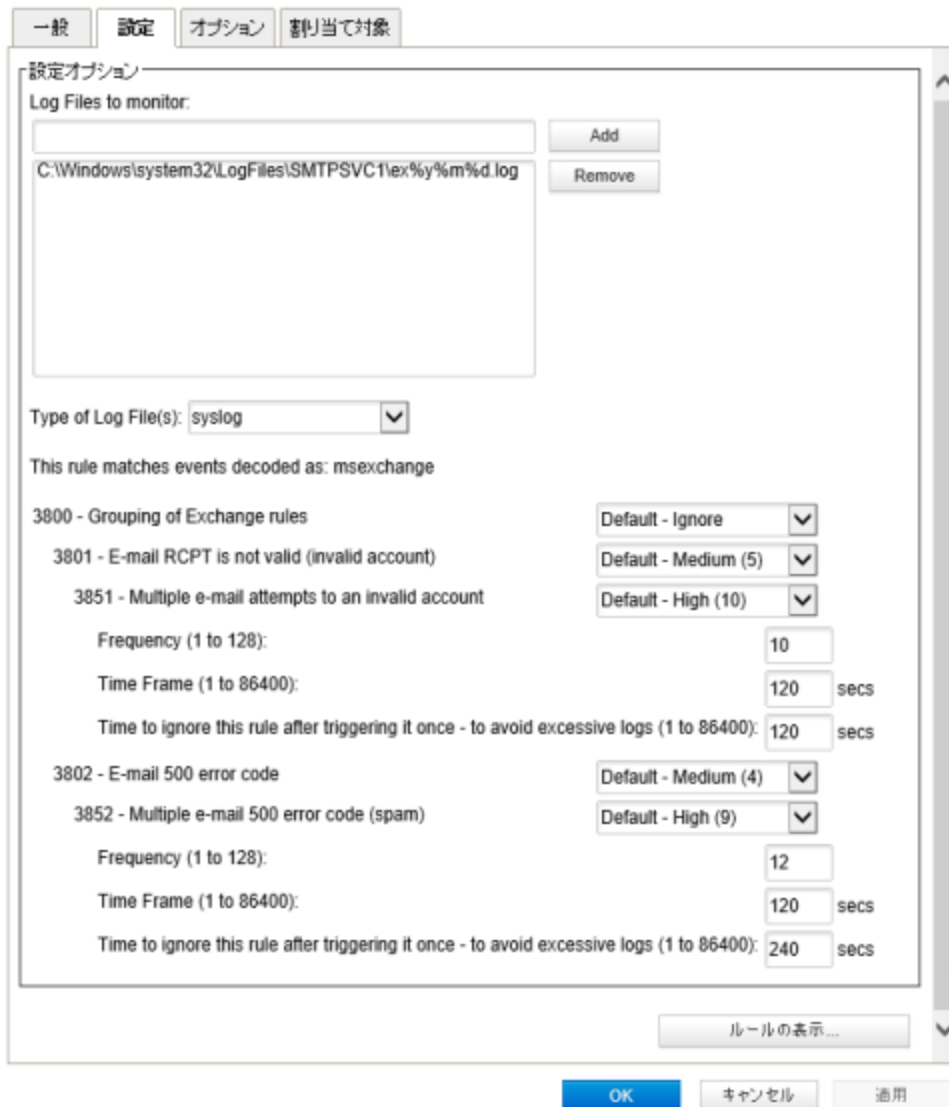 一般 設定 オプション 割り当て対象
設定オプション
Log Files to monitor:
Add
C:\Windows\system32\LogFiles\SMTPSVC1\ex%y%m%d.log
Remove
Type of Log File(s): syslog
This rule matches events decoded as: msexchange
3800 - Grouping of Exchange rules Default - Ignore
3801 - E-mail RCPT is not valid (invalid account) Default - Medium (5)
3851 - Multiple e-mail attempts to an invalid account Default - High (10)
Frequency (1 to 128): 10
Time Frame (1 to 86400): 120 secs
Time to ignore this rule after triggering it once - to avoid excessive logs (1 to 86400): 120 secs
3802 - E-mail 500 error code Default - Medium (4)
3852 - Multiple e-mail 500 error code (spam) Default - High (9)
Frequency (1 to 128): 12
Time Frame (1 to 86400): 120 secs
Time to ignore this rule after triggering it once - to avoid excessive logs (1 to 86400): 240 secs
ルールの表示...
OK キャンセル 適用